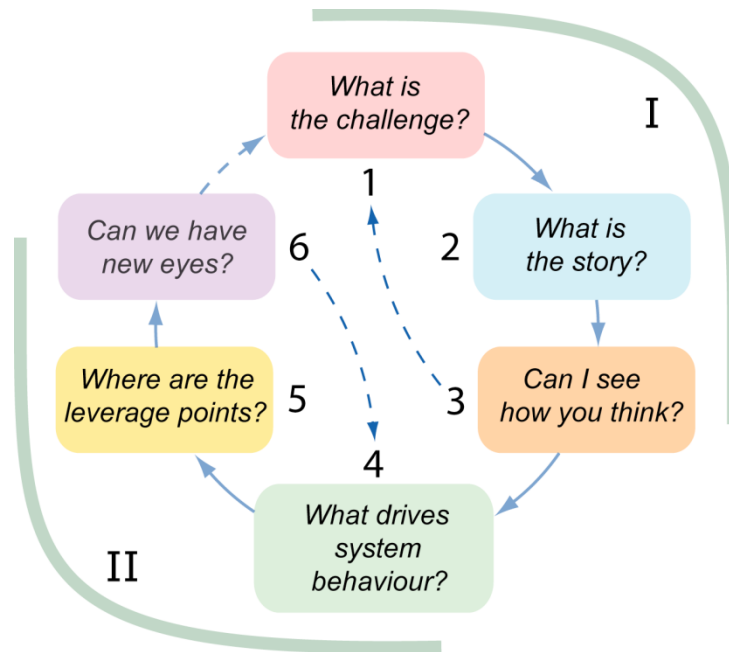 What is
the challenge?
I
1
Can we have
new eyes?
6
2
What is
the story?
Where are the
leverage points?
5
3
Can I see
how you think?
4
What drives
system
behaviour?
II